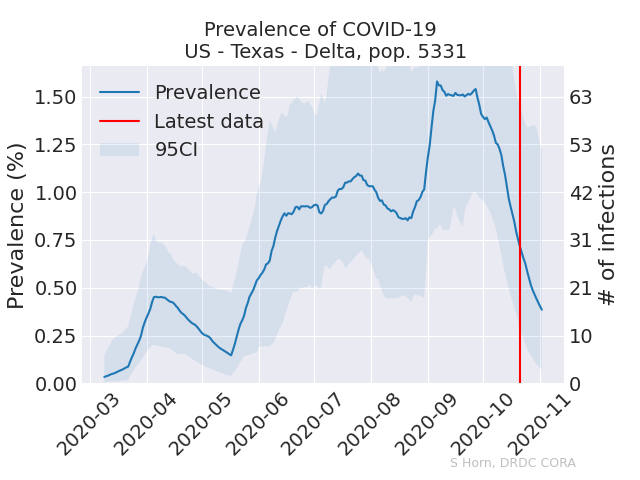 Prevalence of COVID-19
US - Texas - Delta, pop. 5331
Prevalence
Latest data
95CI
Prevalence (%)
1.50
1.25
1.00
0.75
0.50
0.25
0.00
63
53
42
31
21
10
0
# of infections
2020-03
2020-04
2020-05
2020-06
2020-07
2020-08
2020-09
2020-10
2020-11
S Horn, DRDC CORA